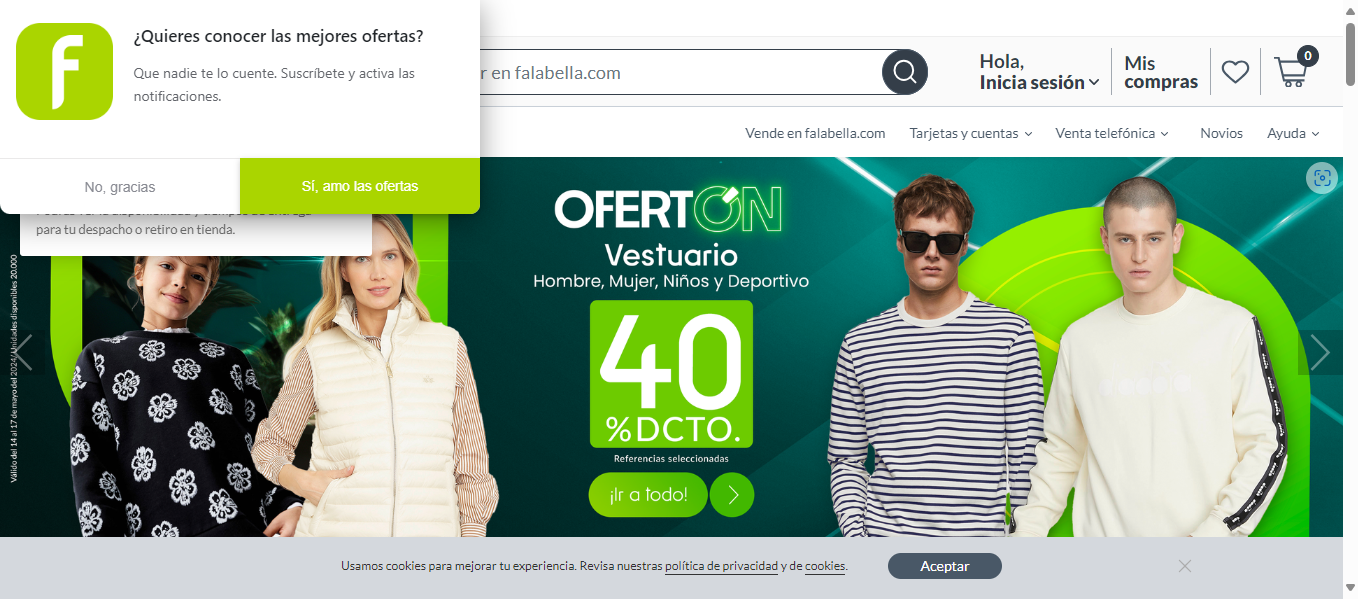 ¿Quieres conocer las mejores ofertas?
Que nadie te lo cuente. Suscríbete y activa las
notificaciones.
No, gracias
Sí, amo las ofertas
r en falabella.com
Hola,
Inicia sesión
Mis
compras
0
Vende en falabella.com
Tarjetas y cuentas
Venta telefónica
Novios
Ayuda
para tu despacho o retiro en tienda.
OFERTÓN
Vestuario
Hombre, Mujer, Niños y Deportivo
40
%DCTO.
Referencias seleccionadas
¡Ir a todo!
Válido del 14 al 17 de mayo del 2024/Unidades disponibles 20.000
Usamos cookies para mejorar tu experiencia. Revisa nuestras política de privacidad y de cookies.
Aceptar